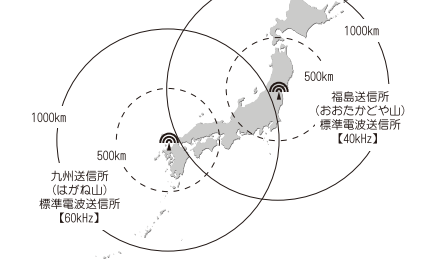 1000km
500km
福島送信所
（おおたかどや山）
標準電波送信所
【40kHz】
1000km
500km
九州送信所
（はがね山）
標準電波送信所
【60kHz】